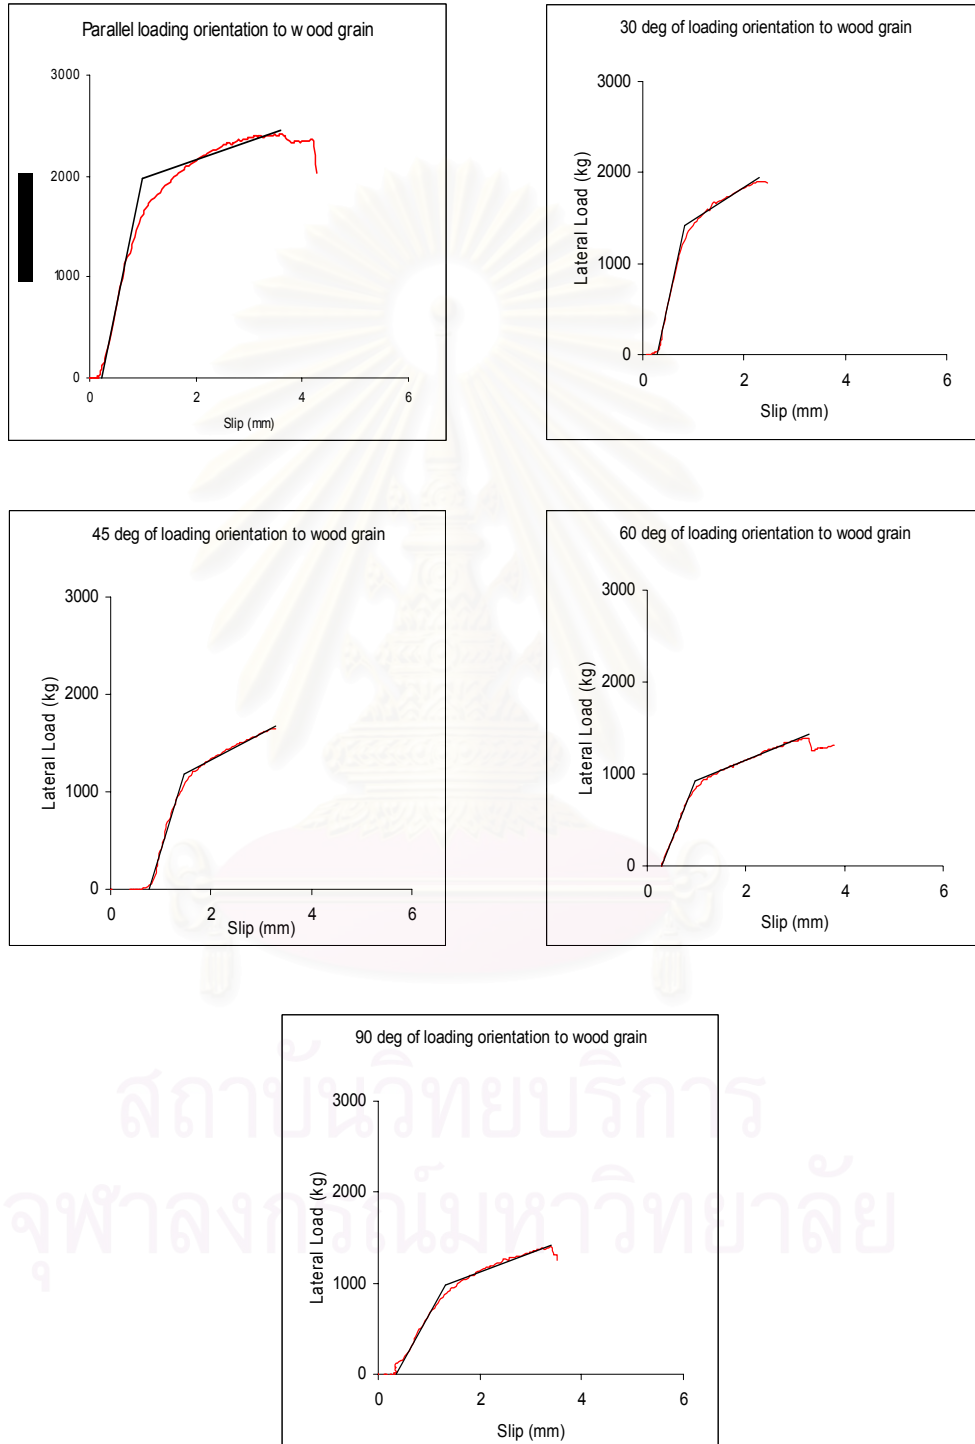 Parallel loading orientation to wood grain
3000
2000
1000
0
0 2 4 6
Slip (mm)
30 deg of loading orientation to wood grain
Lateral Load (kg)
3000
2000
1000
0
0 2 4 6
Slip (mm)
45 deg of loading orientation to wood grain
Lateral Load (kg)
3000
2000
1000
0
0 2 4 6
Slip (mm)
60 deg of loading orientation to wood grain
Lateral Load (kg)
3000
2000
1000
0
0 2 4 6
Slip (mm)
90 deg of loading orientation to wood grain
Lateral Load (kg)
3000
2000
1000
0
0 2 4 6
Slip (mm)
สถาบันวิทยบริการ
จุฬาลงกรณ์มหาวิทยาลัย